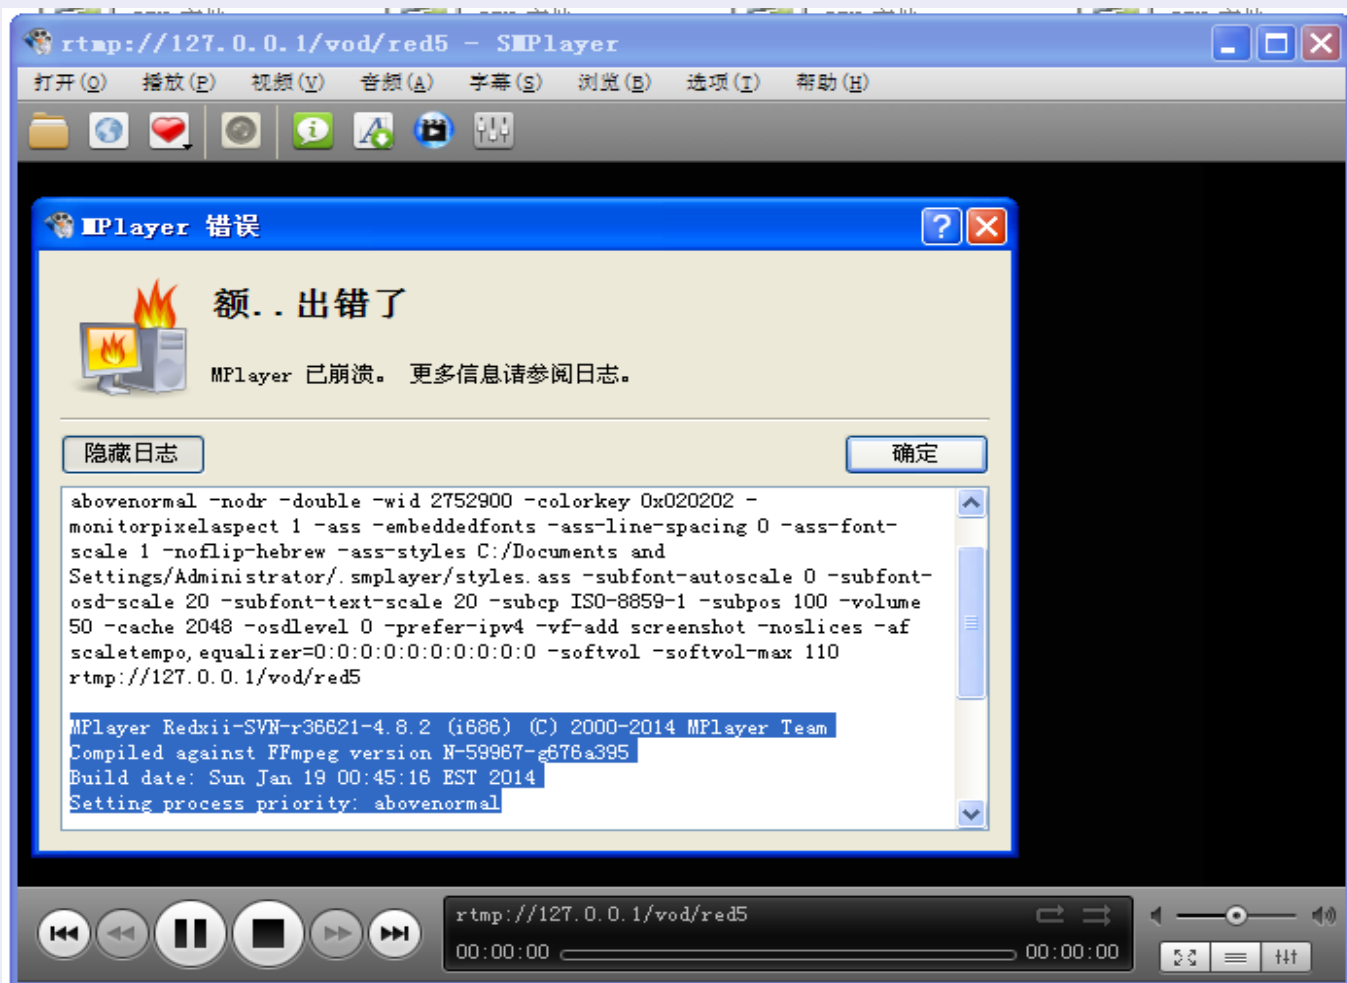 rtmp://127.0.0.1/vod/red5 - SMPlayer
打开(O) 播放(P) 视频(V) 音频(A) 字幕(S) 浏览(B) 选项(T) 帮助(H)
MPlayer 错误
额..出错了
MPlayer 已崩溃。 更多信息请参阅日志。
隐藏日志 确定
abovenormal -nodr -double -wid 2752900 -colorkey 0x020202 -
monitorpixelaspect 1 -ass -embeddedfonts -ass-line-spacing 0 -ass-font-
scale 1 -noflip-hebrew -ass-styles C:/Documents and
Settings/Administrator/.smplayer/styles.ass -subfont-autoscale 0 -subfont-
osd-scale 20 -subfont-text-scale 20 -subcp ISO-8859-1 -subpos 100 -volume
50 -cache 2048 -osdlevel 0 -prefer-ipv4 -vf-add screenshot -noslices -af
scaletempo,equalizer=0:0:0:0:0:0:0:0:0:0 -softvol -softvol-max 110
rtmp://127.0.0.1/vod/red5
MPlayer Redxii-SVN-r36621-4.8.2 (i686) (C) 2000-2014 MPlayer Team
Compiled against FFmpeg version N-59967-g676a395
Build date: Sun Jan 19 00:45:16 EST 2014
Setting process priority: abovenormal
rtmp://127.0.0.1/vod/red5
00:00:00 00:00:00